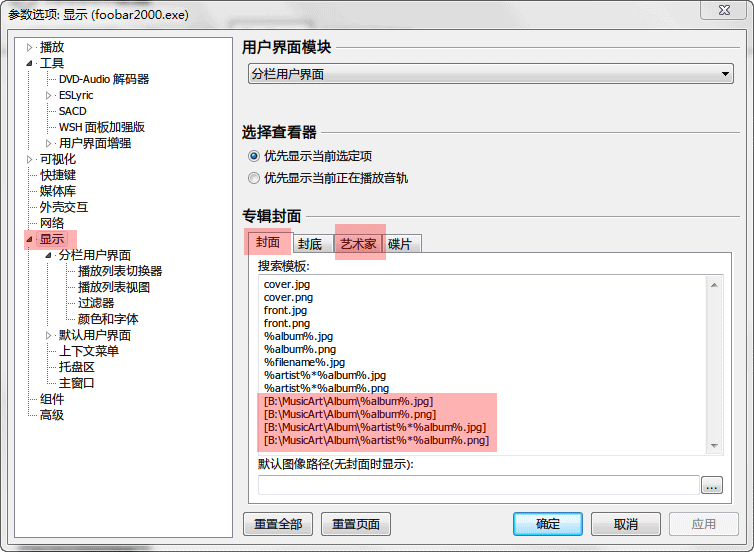 参数选项: 显示 (foobar2000.exe)
播放
工具
DVD-Audio 解码器
ESLyric
SACD
WSH 面板加强版
用户界面增强
可视化
快捷键
媒体库
外壳交互
网络
显示
分栏用户界面
播放列表切换器
播放列表视图
过滤器
颜色和字体
默认用户界面
上下文菜单
托盘区
主窗口
组件
高级
用户界面模块
分栏用户界面
选择查看器
优先显示当前选定项
优先显示当前正在播放音轨
专辑封面
封面 封底 艺术家 碟片
搜索模板:
cover.jpg
cover.png
front.jpg
front.png
%album%.jpg
%album%.png
%filename%.jpg
%artist%*%album%.jpg
%artist%*%album%.png
[B:\MusicArt\Album\%album%.jpg]
[B:\MusicArt\Album\%album%.png]
[B:\MusicArt\Album\%artist%*%album%.jpg]
[B:\MusicArt\Album\%artist%*%album%.png]
默认图像路径(无封面时显示):
...
重置全部 重置页面 确定 取消 应用